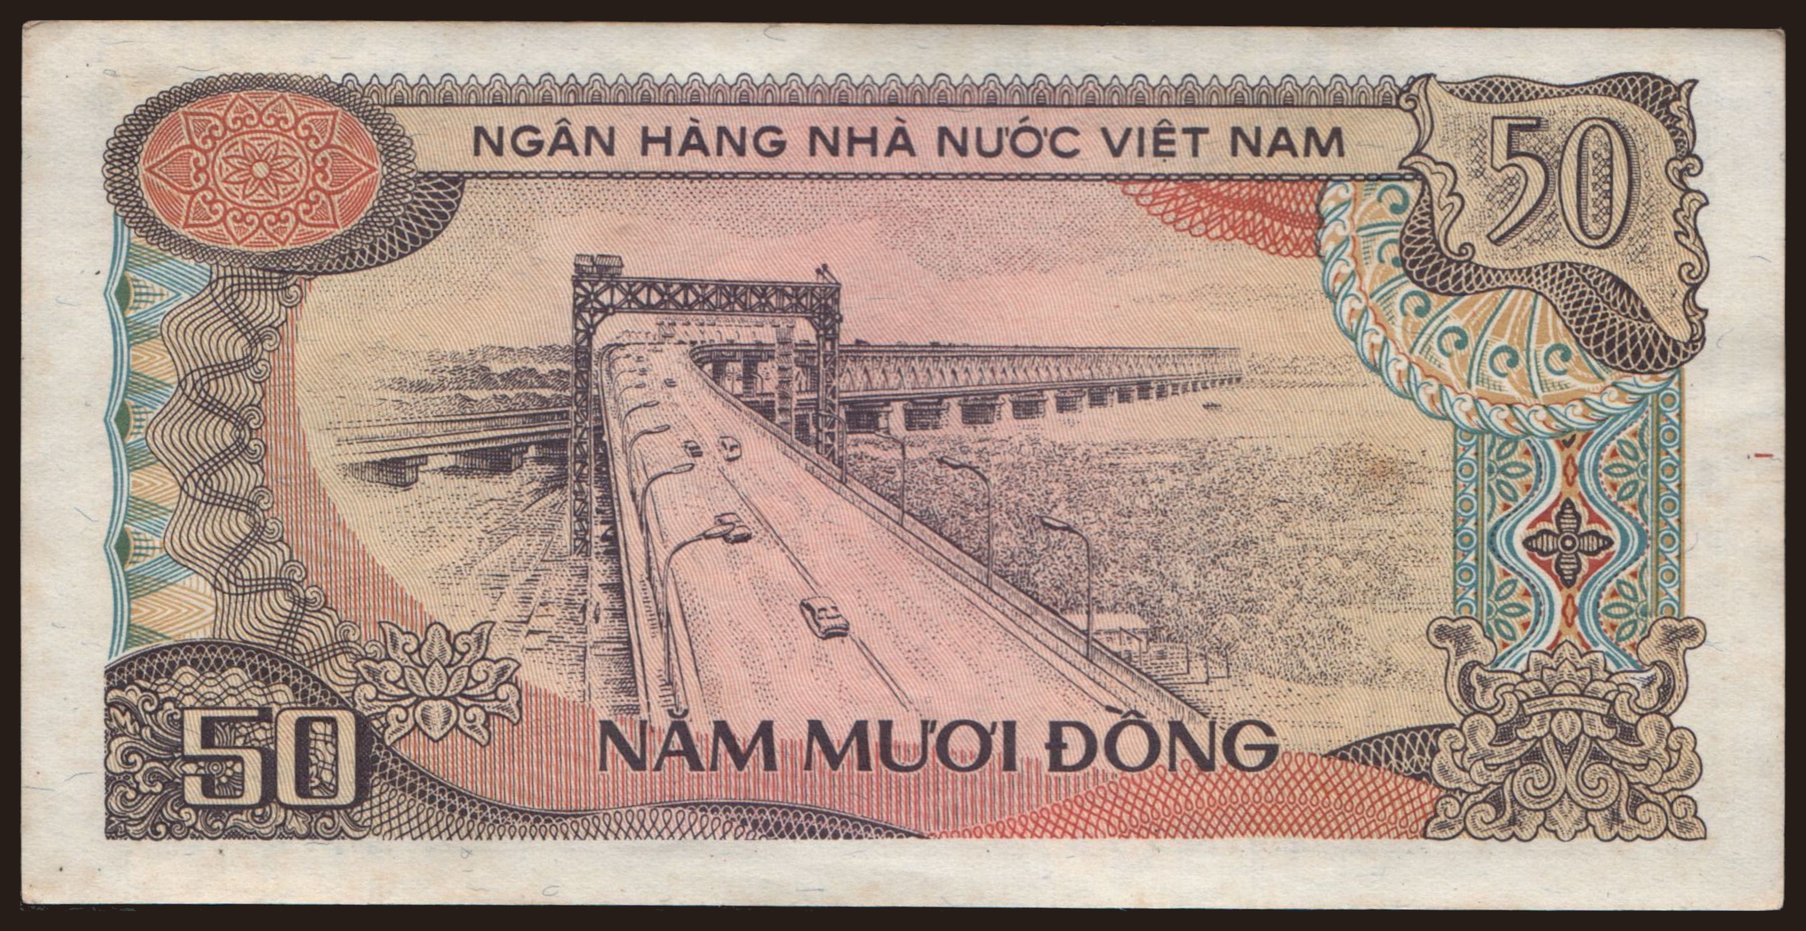 NGÂN HÀNG NHÀ NƯỚC VIỆT NAM
50
50
NĂM MƯƠI ĐỒNG